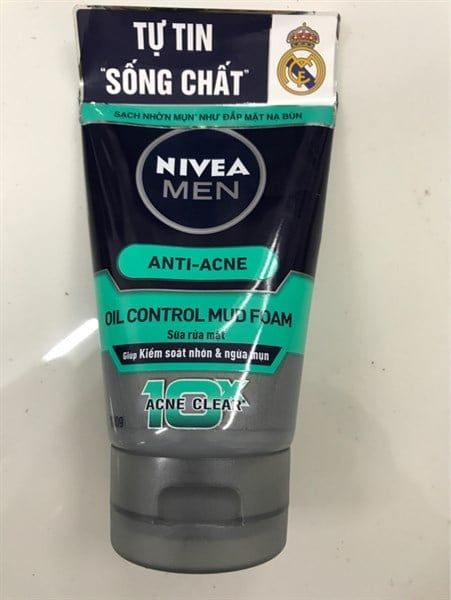 TỰ TIN
"SỐNG CHẤT"
SẠCH NHỜN MỤN* NHƯ ĐẮP MẶT NẠ BÙN
NIVEA
MEN
ANTI-ACNE
OIL CONTROL MUD FOAM
Sữa rửa mặt
Giúp Kiểm soát nhờn & ngừa mụn
10X
ACNE CLEAR